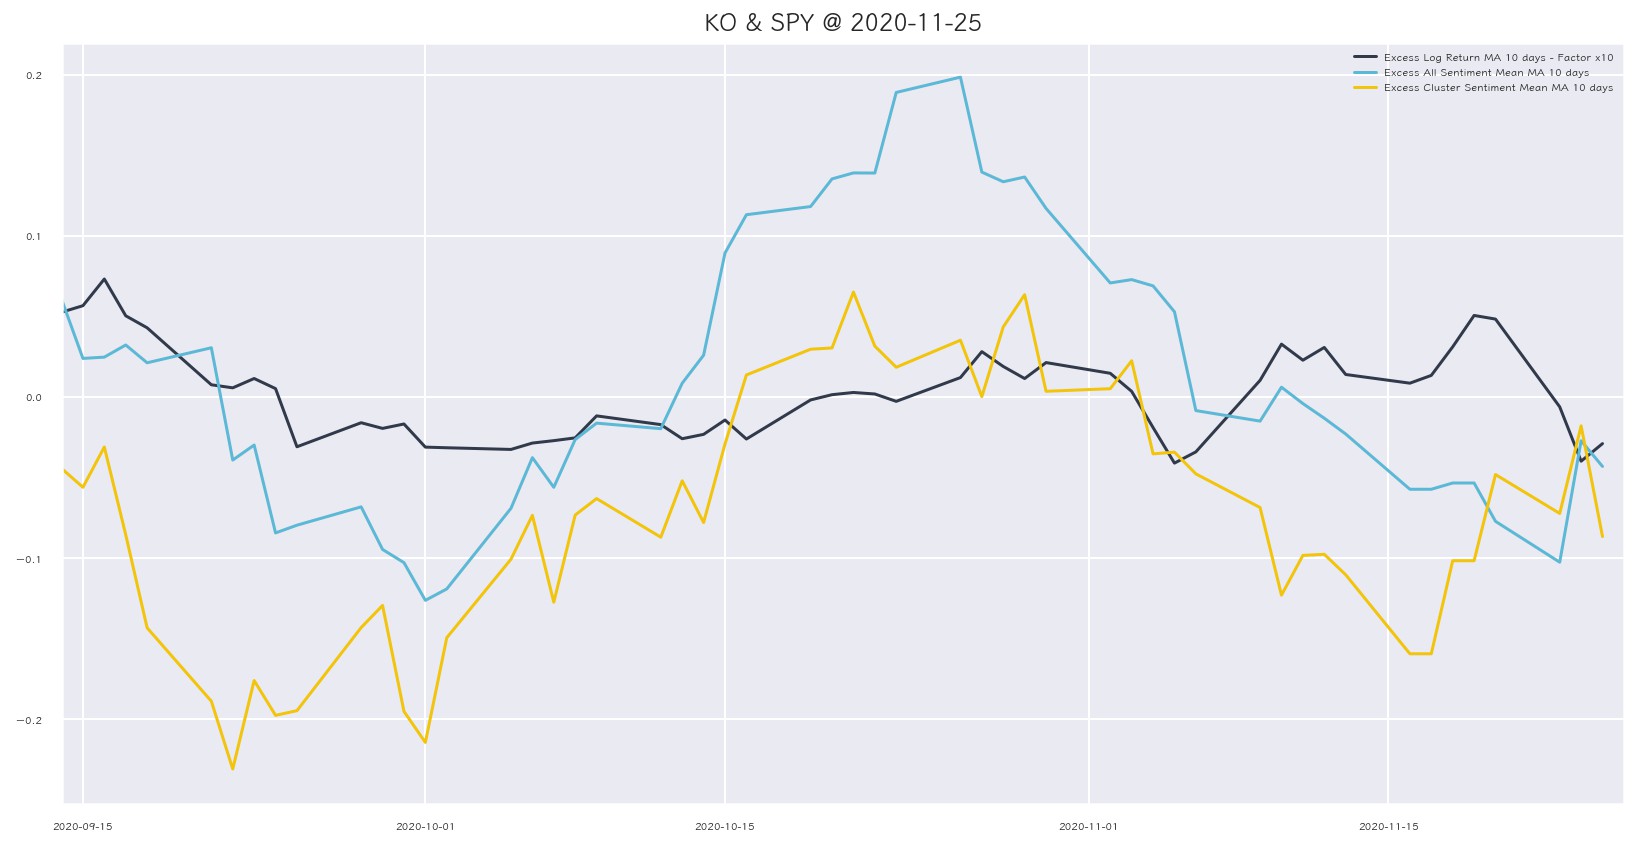 KO & SPY @ 2020-11-25
Excess Log Return MA 10 days - Factor x10
Excess All Sentiment Mean MA 10 days
Excess Cluster Sentiment Mean MA 10 days
0.2
0.1
0.0
−0.1
−0.2
2020-09-15
2020-10-01
2020-10-15
2020-11-01
2020-11-15